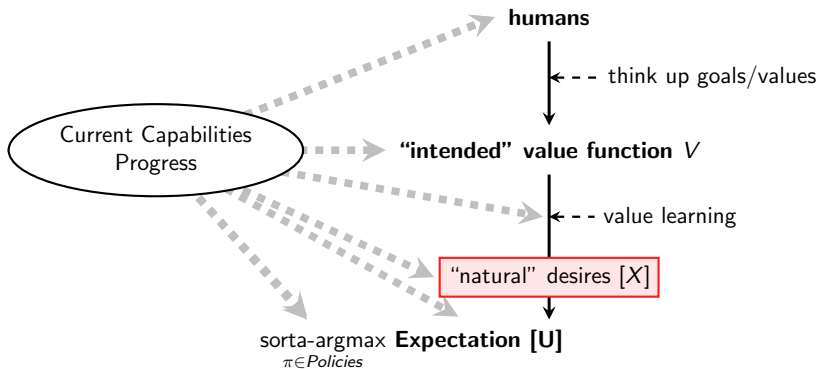 humans
think up goals/values
Current Capabilities
Progress
“intended” value function V
value learning
“natural” desires [X]
sorta-argmax Expectation [U]
π∈Policies